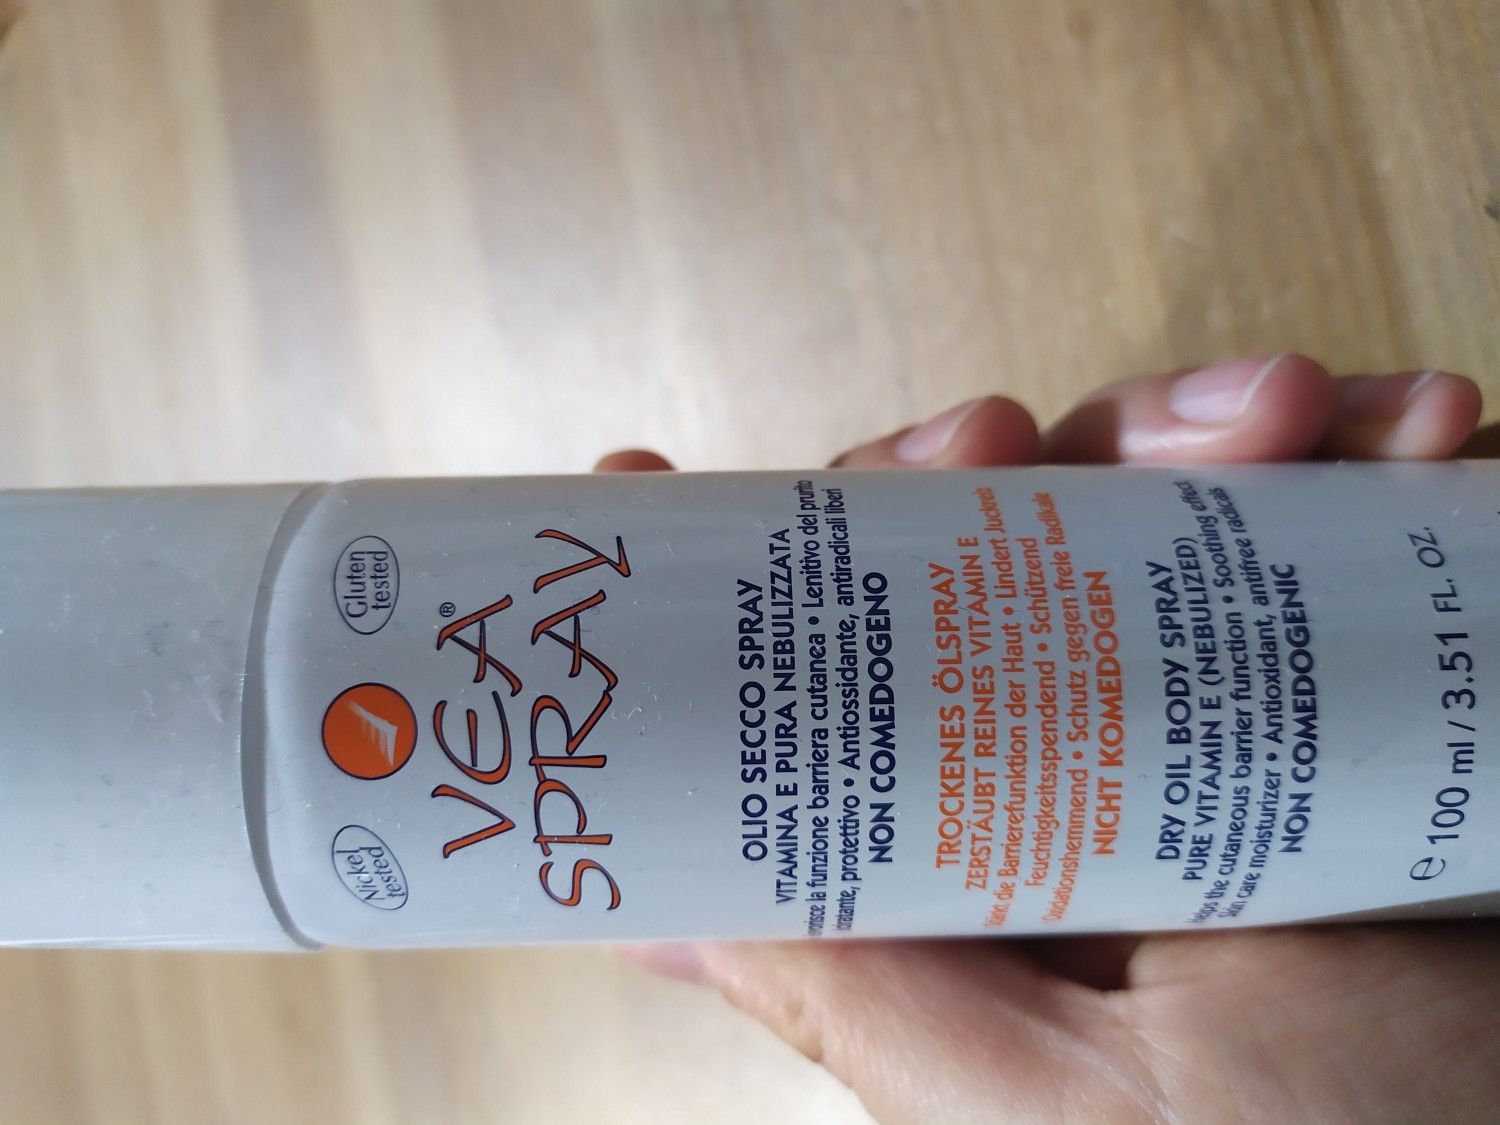 Nickel tested
Gluten tested
VEA®
SPRAY
OLIO SECCO SPRAY
VITAMINA E PURA NEBULIZZATA
la funzione barriera cutanea • Lenitivo del prurito
Idratante, protettivo • Antiossidante, antiradicali liberi
NON COMEDOGENO
TROCKENES ÖLSPRAY
ZERSTÄUBT REINES VITAMIN E
Stärkt die Barrierefunktion der Haut • Lindert Juckreiz
Feuchtigkeitsspendend • Schützend
Oxidationshemmend • Schutz gegen freie Radikale
NICHT KOMEDOGEN
DRY OIL BODY SPRAY
PURE VITAMIN E (NEBULIZED)
Helps the cutaneous barrier function • Soothing effect
Skin care moisturizer • Antioxidant, antifree radicals
NON COMEDOGENIC
℮ 100 ml / 3.51 FL. OZ.